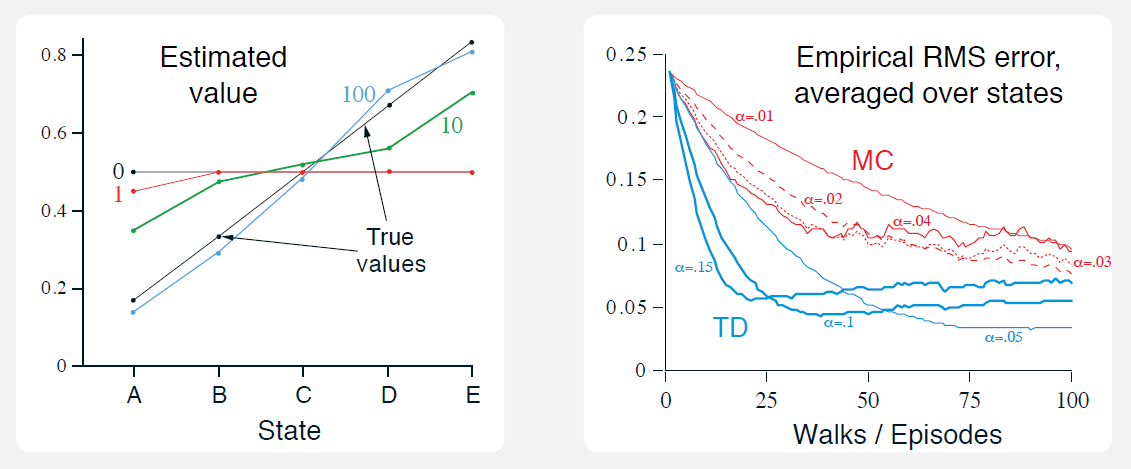 Estimated
value
0.8
0.6
0.4
0.2
0
0
1
100
10
True
values
A B C D E
State
Empirical RMS error,
averaged over states
0.25
0.2
0.15
0.1
0.05
0
α=.01
MC
α=.02
α=.04
α=.03
α=.15
TD
α=.1
α=.05
0 25 50 75 100
Walks / Episodes